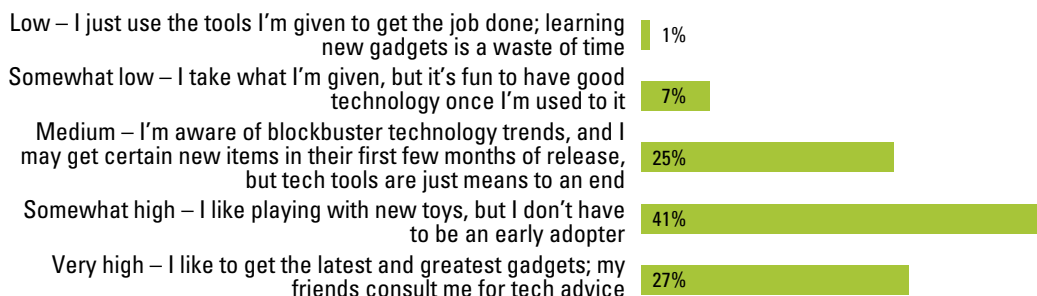 Low – I just use the tools I’m given to get the job done; learning
new gadgets is a waste of time
1%
Somewhat low – I take what I’m given, but it’s fun to have good
technology once I’m used to it
7%
Medium – I’m aware of blockbuster technology trends, and I
may get certain new items in their first few months of release,
but tech tools are just means to an end
25%
Somewhat high – I like playing with new toys, but I don’t have
to be an early adopter
41%
Very high – I like to get the latest and greatest gadgets; my
friends consult me for tech advice
27%